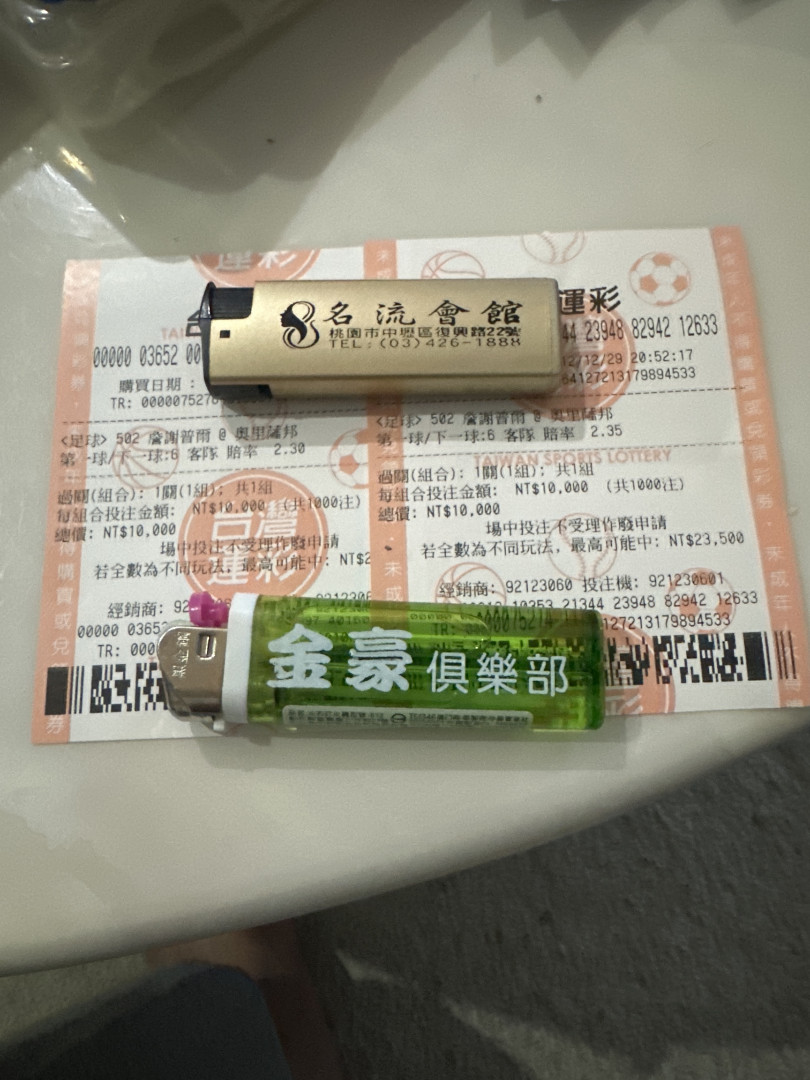 運彩
00000 03652 00
購買日期：
名流會館
桃園市中壢區復興路22號
TEL:(03)426-1888
運彩
44 23948 82942 12633
12/12/29 20:52:17
64127213179894533
<足球> 502 詹謝普爾 @ 奧里薩邦
第一球/下一球:6 客隊 賠率 2.30
過關(組合): 1關(1組): 共1組
每組合投注金額: NT$10,000 (共1000注)
總價: NT$10,000
場中投注不受理作廢申請
若全數為不同玩法，最高可能中: NT$2
經銷商: 92
00000 0365
TR: 000
<足球> 502 詹謝普爾 @ 奧里薩邦
第一球/下一球:6 客隊 賠率 2.35
TAIWAN SPORTS LOTTERY
過關(組合): 1關(1組): 共1組
每組合投注金額: NT$10,000 (共1000注)
總價: NT$10,000
場中投注不受理作廢申請
若全數為不同玩法，最高可能中: NT$23,500
經銷商: 92123060 投注機: 921230601
10353 21344 23948 82942 12633
127213179894533
台灣
運彩
金豪俱樂部